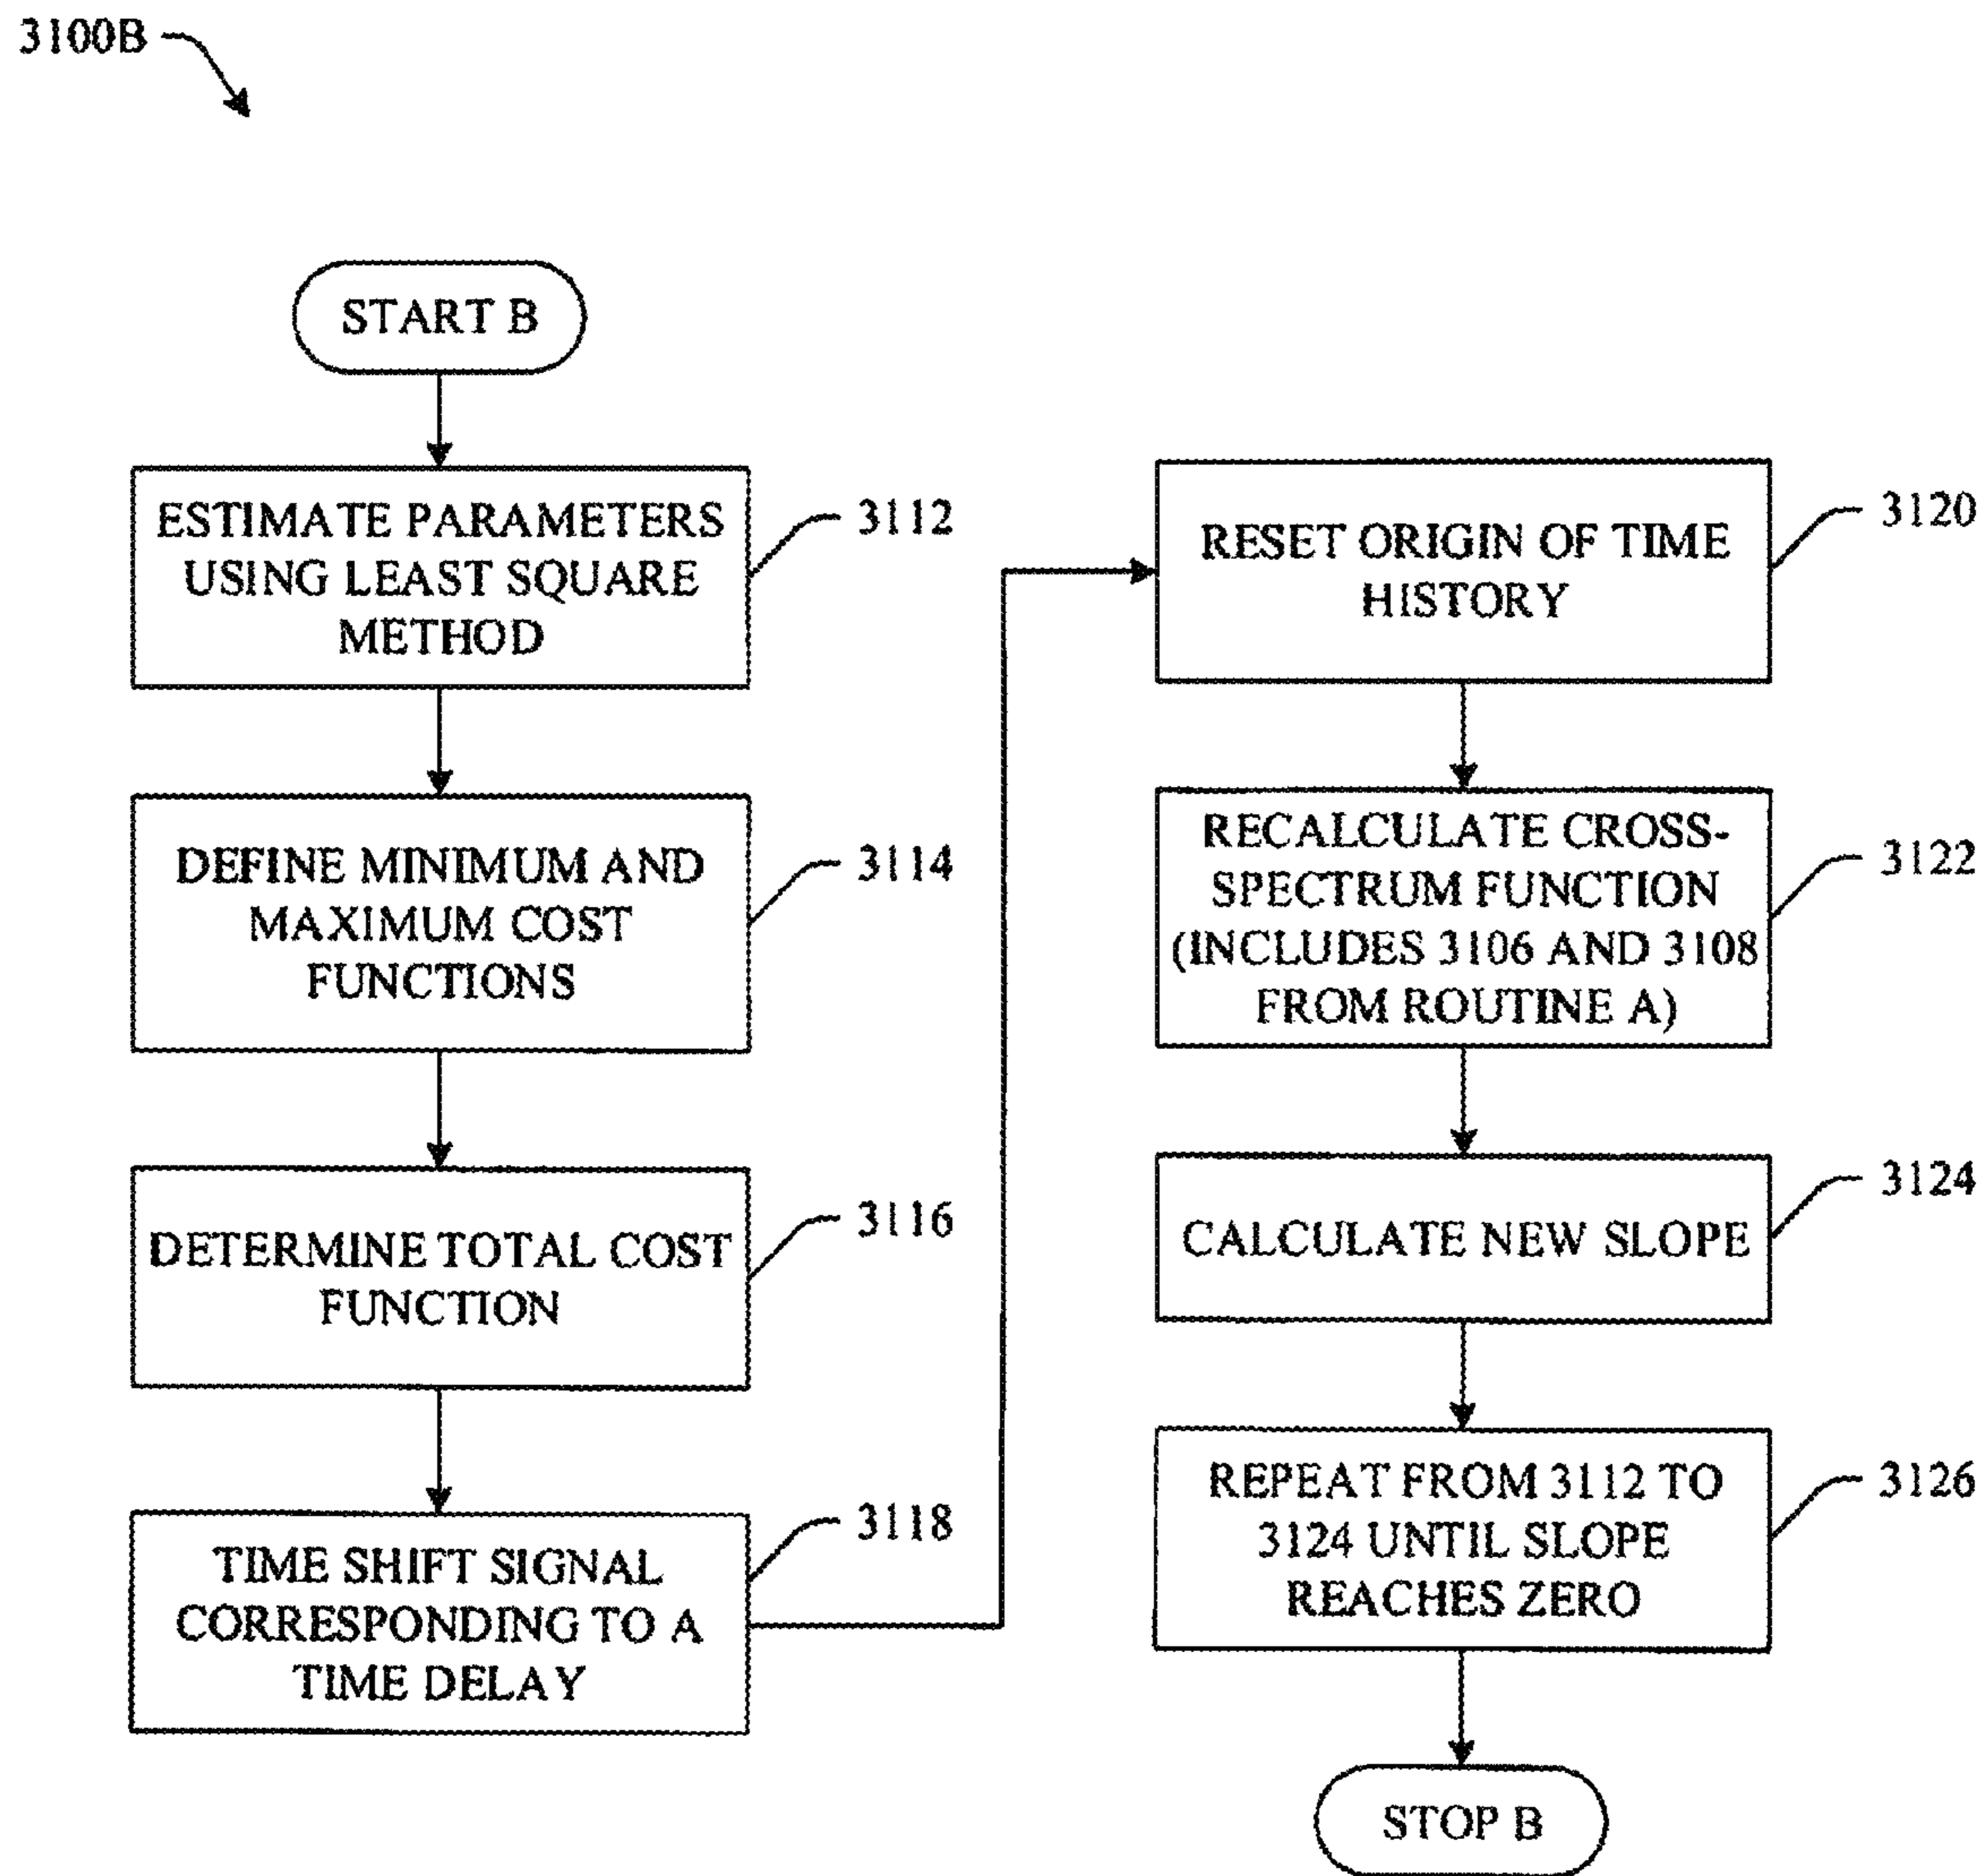 3100B
START B
ESTIMATE PARAMETERS
USING LEAST SQUARE
METHOD
3112
DEFINE MINIMUM AND
MAXIMUM COST
FUNCTIONS
3114
DETERMINE TOTAL COST
FUNCTION
3116
TIME SHIFT SIGNAL
CORRESPONDING TO A
TIME DELAY
3118
RESET ORIGIN OF TIME
HISTORY
3120
RECALCULATE CROSS-
SPECTRUM FUNCTION
(INCLUDES 3106 AND 3108
FROM ROUTINE A)
3122
CALCULATE NEW SLOPE
3124
REPEAT FROM 3112 TO
3124 UNTIL SLOPE
REACHES ZERO
3126
STOP B